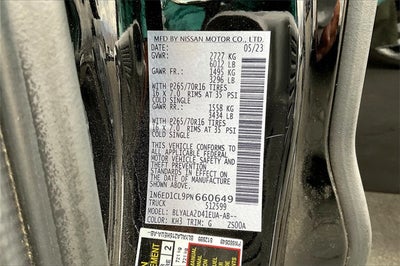 MFD BY NISSAN MOTOR CO., LTD.
DATE: 05/23
GVWR: 2727 KG
6012 LB
GAWR FR.: 1495 KG
3296 LB
WITH P265/70R16 TIRES
16 X 7.0 RIMS AT 35 PSI
COLD SINGLE
GAWR RR.: 1558 KG
3434 LB
WITH P265/70R16 TIRES
16 X 7.0 RIMS AT 35 PSI
COLD SINGLE
THIS VEHICLE CONFORMS TO
ALL APPLICABLE FEDERAL
MOTOR VEHICLE SAFETY
STANDARDS IN EFFECT ON THE
DATE OF MANUFACTURE
SHOWN ABOVE.
1N6ED1CL9PN660649
TRUCK 512599
MODEL: BLYALAZD41EUA-AB--
COLOR: KH3 TRIM: G ZS00A